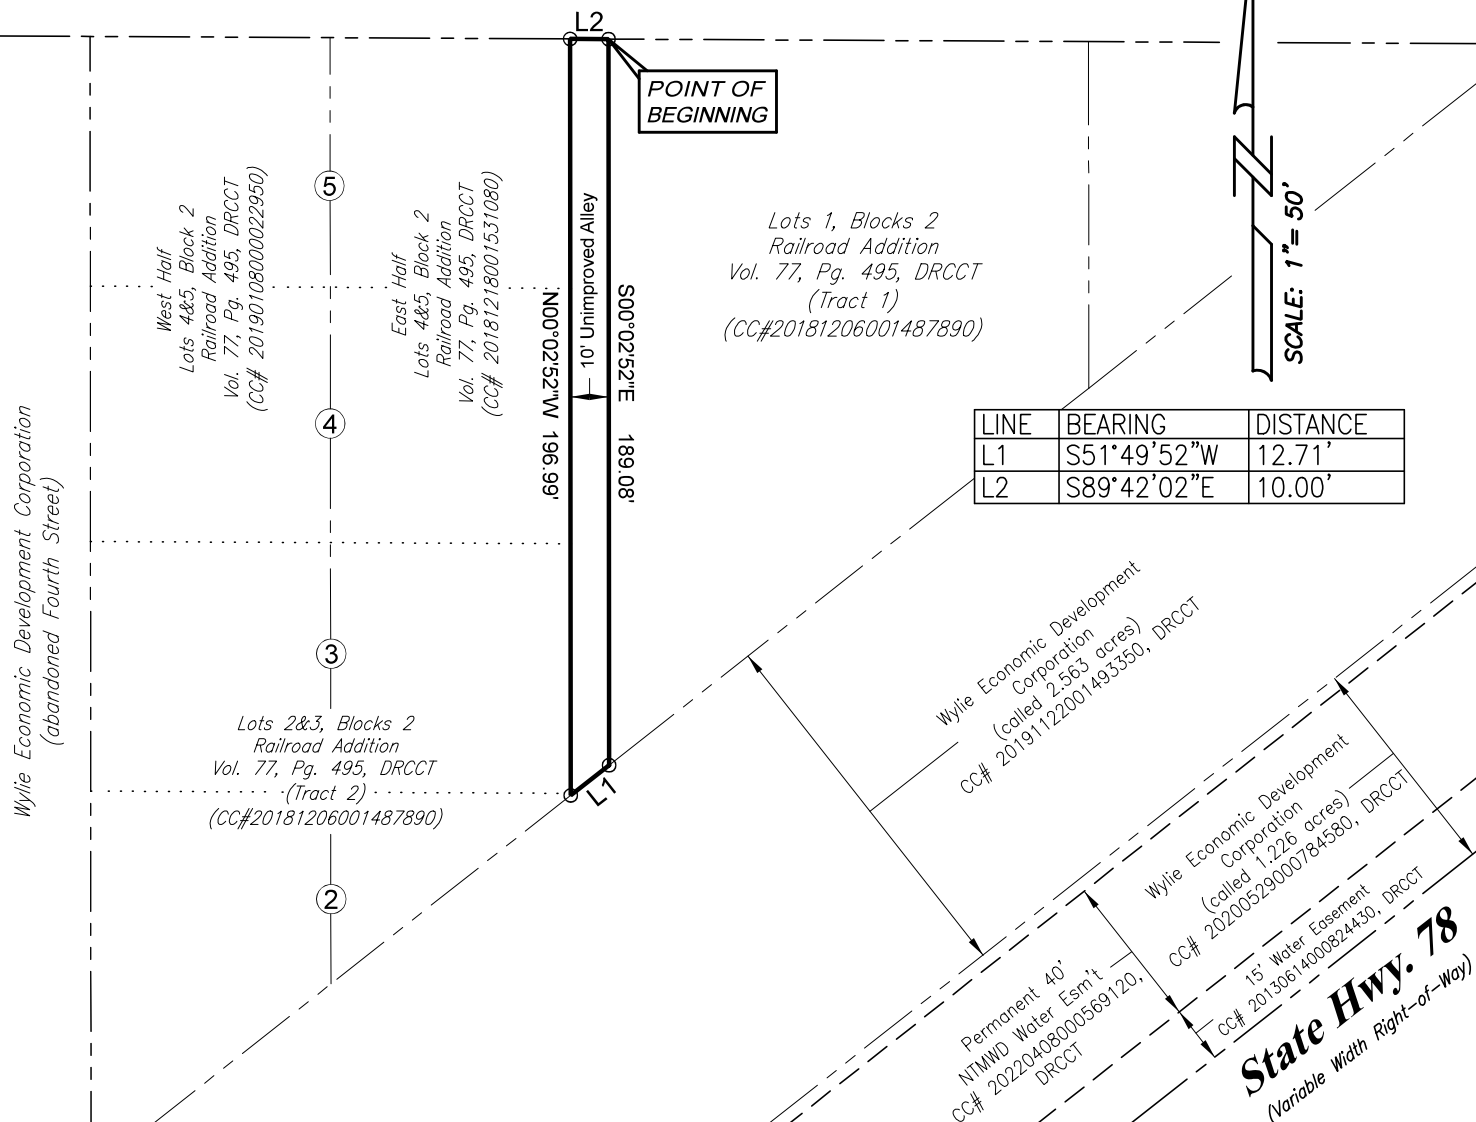 L2
POINT OF
BEGINNING
SCALE: 1"= 50'
5
4
3
2
West Half
Lots 4&5, Block 2
Railroad Addition
Vol. 77, Pg. 495, DRCCT
(CC# 20190108000022950)
East Half
Lots 4&5, Block 2
Railroad Addition
Vol. 77, Pg. 495, DRCCT
(CC# 20181218001531080)
N00°02'52"W 196.99'
10' Unimproved Alley
S00°02'52"E 189.08'
Lots 1, Blocks 2
Railroad Addition
Vol. 77, Pg. 495, DRCCT
(Tract 1)
(CC#20181206001487890)
LINE BEARING DISTANCE
L1 S51°49'52"W 12.71'
L2 S89°42'02"E 10.00'
Wylie Economic Development Corporation
(abandoned Fourth Street)
Lots 2&3, Blocks 2
Railroad Addition
Vol. 77, Pg. 495, DRCCT
(Tract 2)
(CC#20181206001487890)
L1
Wylie Economic Development
Corporation
(called 2.563 acres)
CC# 20191122001493350, DRCCT
Wylie Economic Development
Corporation
(called 1.226 acres)
CC# 20200529000784580, DRCCT
15' Water Easement
CC# 20130614000824430, DRCCT
Permanent 40'
NTMWD Water Esm't
CC# 20220408000569120,
DRCCT
State Hwy. 78
(Variable Width Right-of-Way)